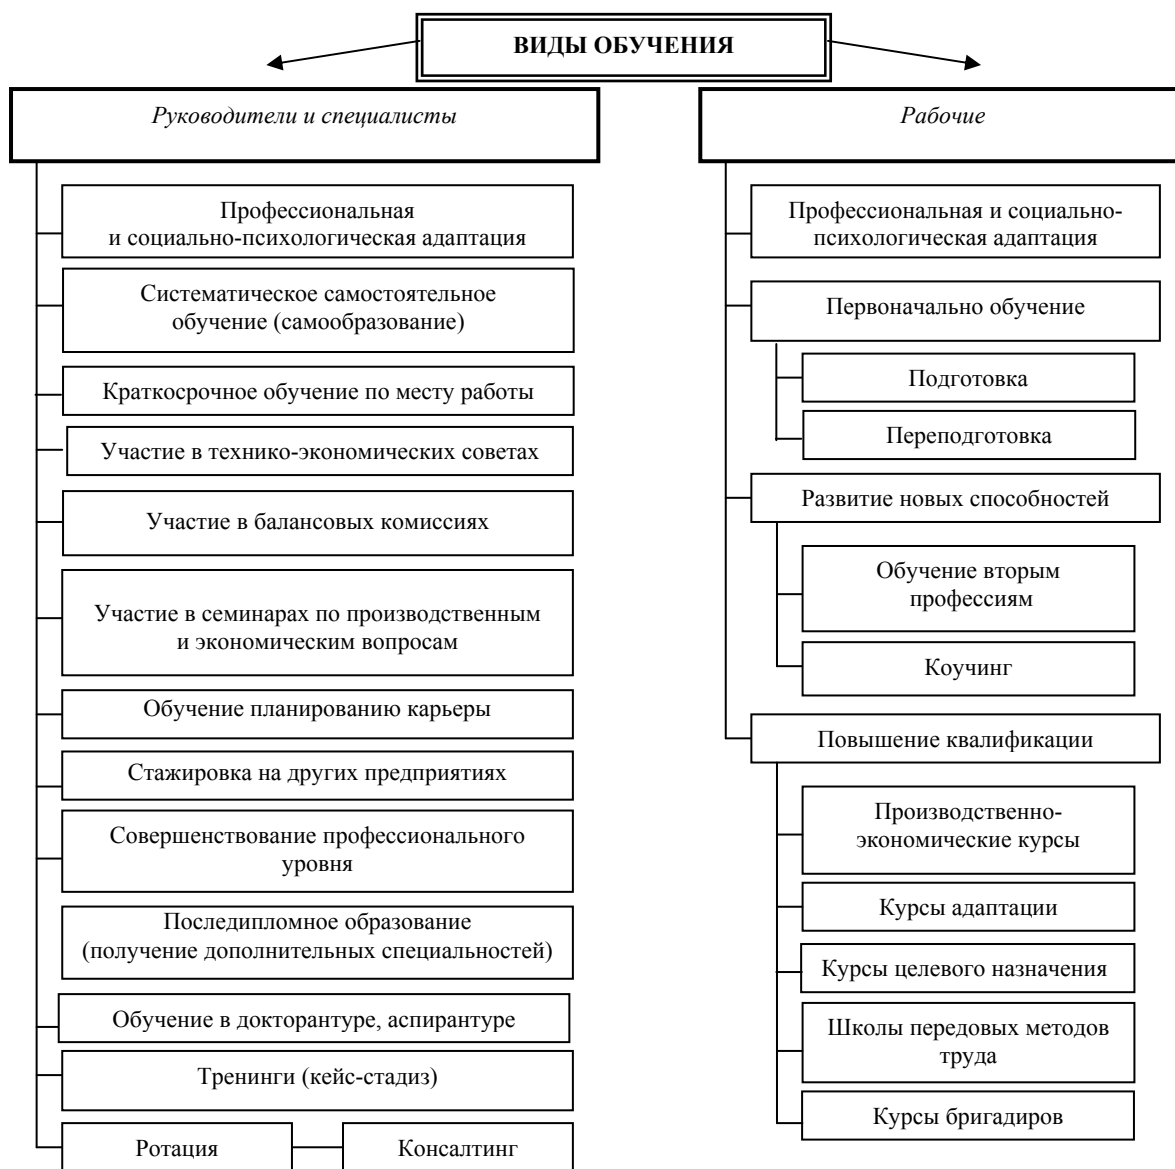 ВИДЫ ОБУЧЕНИЯ
Руководители и специалисты
Профессиональная
и социально-психологическая адаптация
Систематическое самостоятельное
обучение (самообразование)
Краткосрочное обучение по месту работы
Участие в технико-экономических советах
Участие в балансовых комиссиях
Участие в семинарах по производственным
и экономическим вопросам
Обучение планированию карьеры
Стажировка на других предприятиях
Совершенствование профессионального
уровня
Последипломное образование
(получение дополнительных специальностей)
Обучение в докторантуре, аспирантуре
Тренинги (кейс-стадиз)
Ротация
Консалтинг
Рабочие
Профессиональная и социально-
психологическая адаптация
Первоначально обучение
Подготовка
Переподготовка
Развитие новых способностей
Обучение вторым
профессиям
Коучинг
Повышение квалификации
Производственно-
экономические курсы
Курсы адаптации
Курсы целевого назначения
Школы передовых методов
труда
Курсы бригадиров